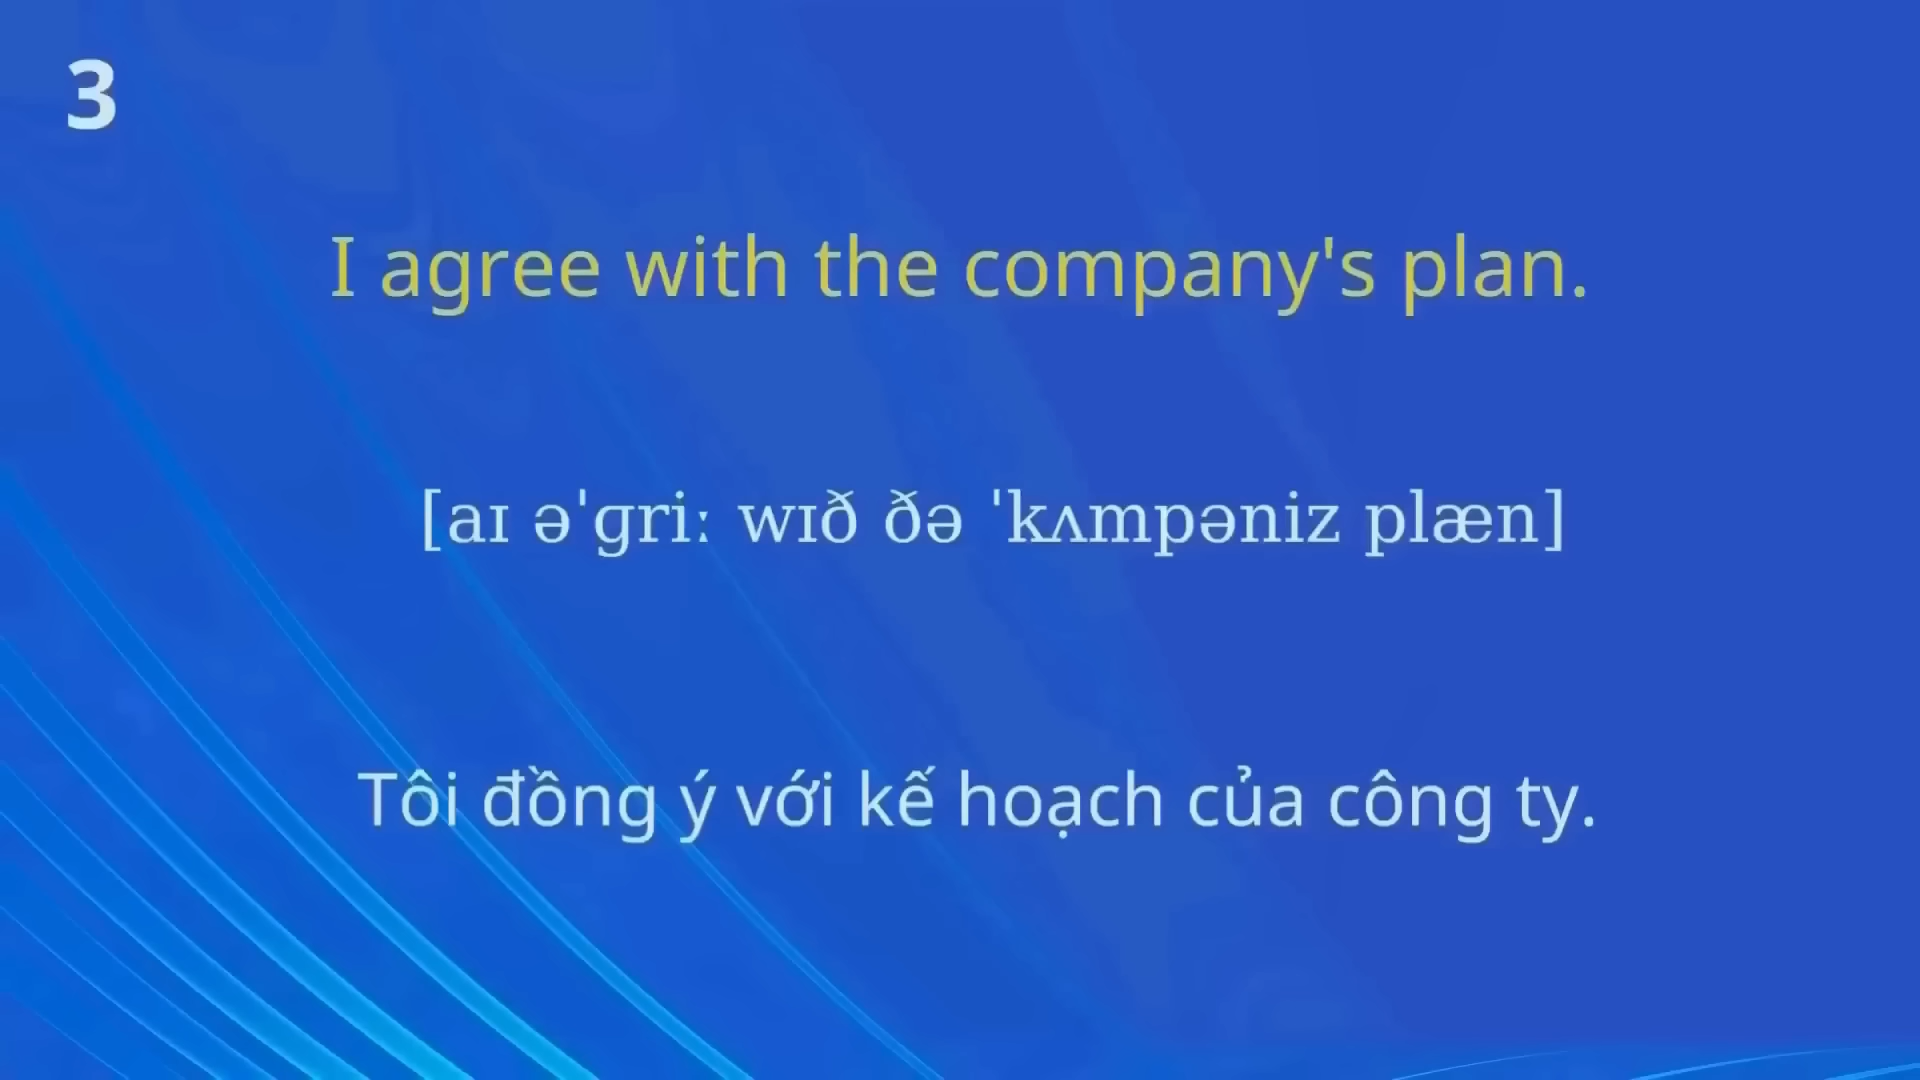 3
I agree with the company's plan.
[aɪ əˈɡriː wɪð ðə ˈkʌmpəniz plæn]
Tôi đồng ý với kế hoạch của công ty.